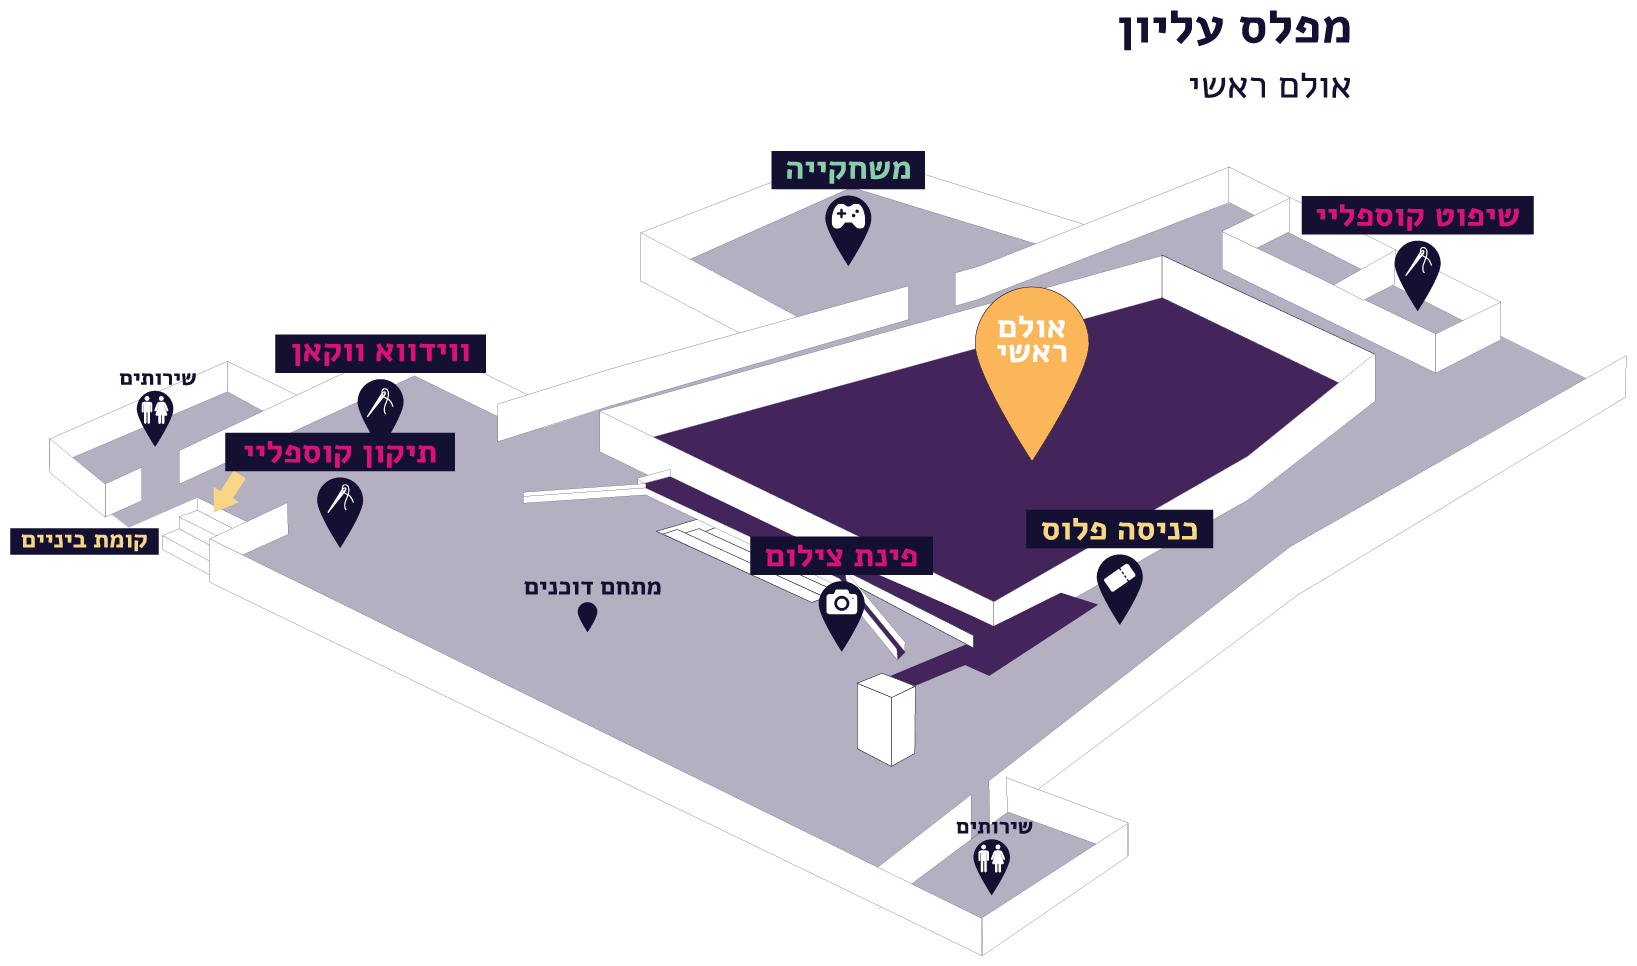 מפלס עליון
אולם ראשי
משחקייה
שיפוט קוספליי
אולם
ראשי
ווידווא ווקאן
שירותים
תיקון קוספליי
קומת ביניים
כניסה פלוס
פינת צילום
מתחם דוכנים
שירותים